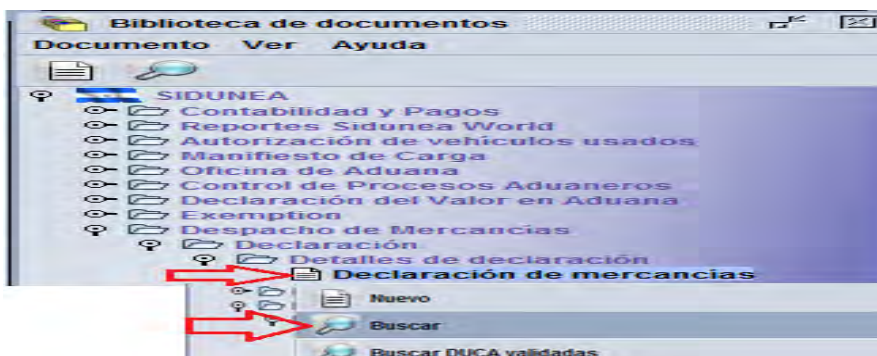 Biblioteca de documentos
Documento Ver Ayuda
SIDUNEA
Contabilidad y Pagos
Reportes Sidunea World
Autorización de vehículos usados
Manifiesto de Carga
Oficina de Aduana
Control de Procesos Aduaneros
Declaración del Valor en Aduana
Exemption
Despacho de Mercancías
Declaración
Detalles de declaración
Declaración de mercancías
Nuevo
Buscar
Buscar DUCA validadas